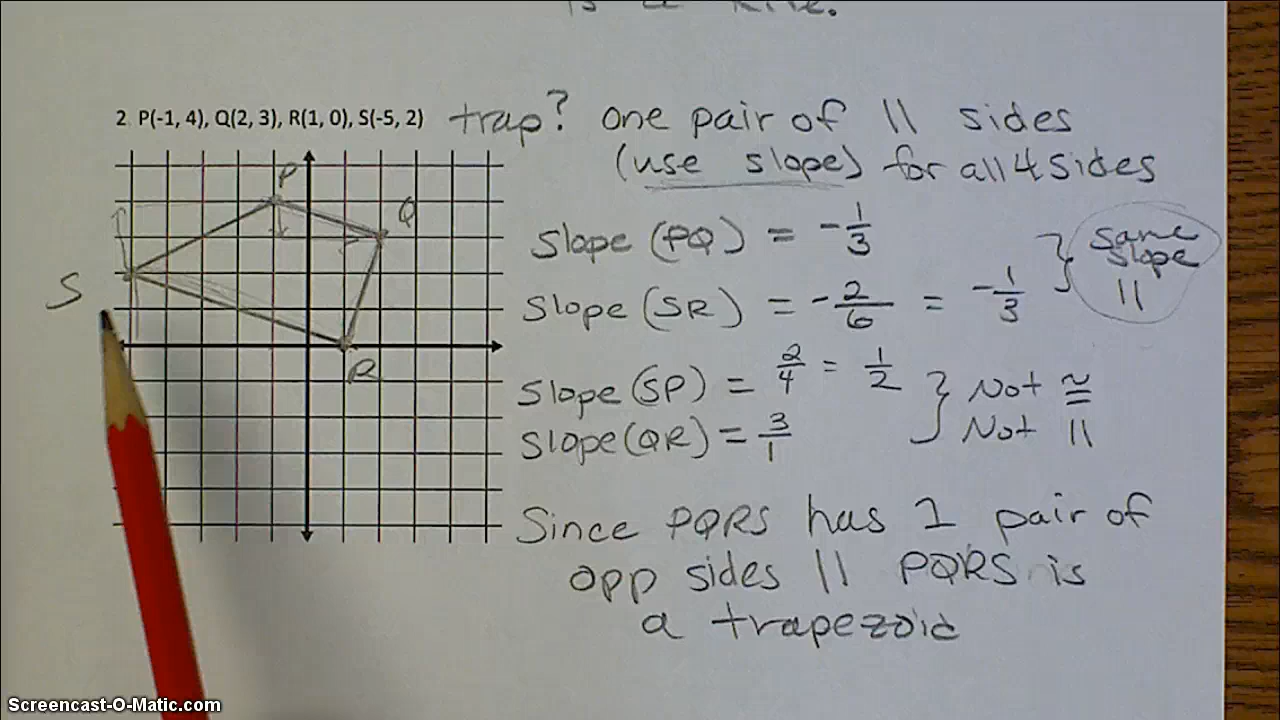 is a kite.
2. P(-1, 4), Q(2, 3), R(1, 0), S(-5, 2) trap? one pair of || sides
(use slope) for all 4 sides
P
Q
S
R
Slope (PQ) = -1/3
Slope (SR) = -2/6 = -1/3
} same slope ||
Slope (SP) = 2/4 = 1/2
Slope (QR) = 3/1
} Not ≅
Not ||
Since PQRS has 1 pair of
opp sides || PQRS is
a trapezoid
Screencast-O-Matic.com